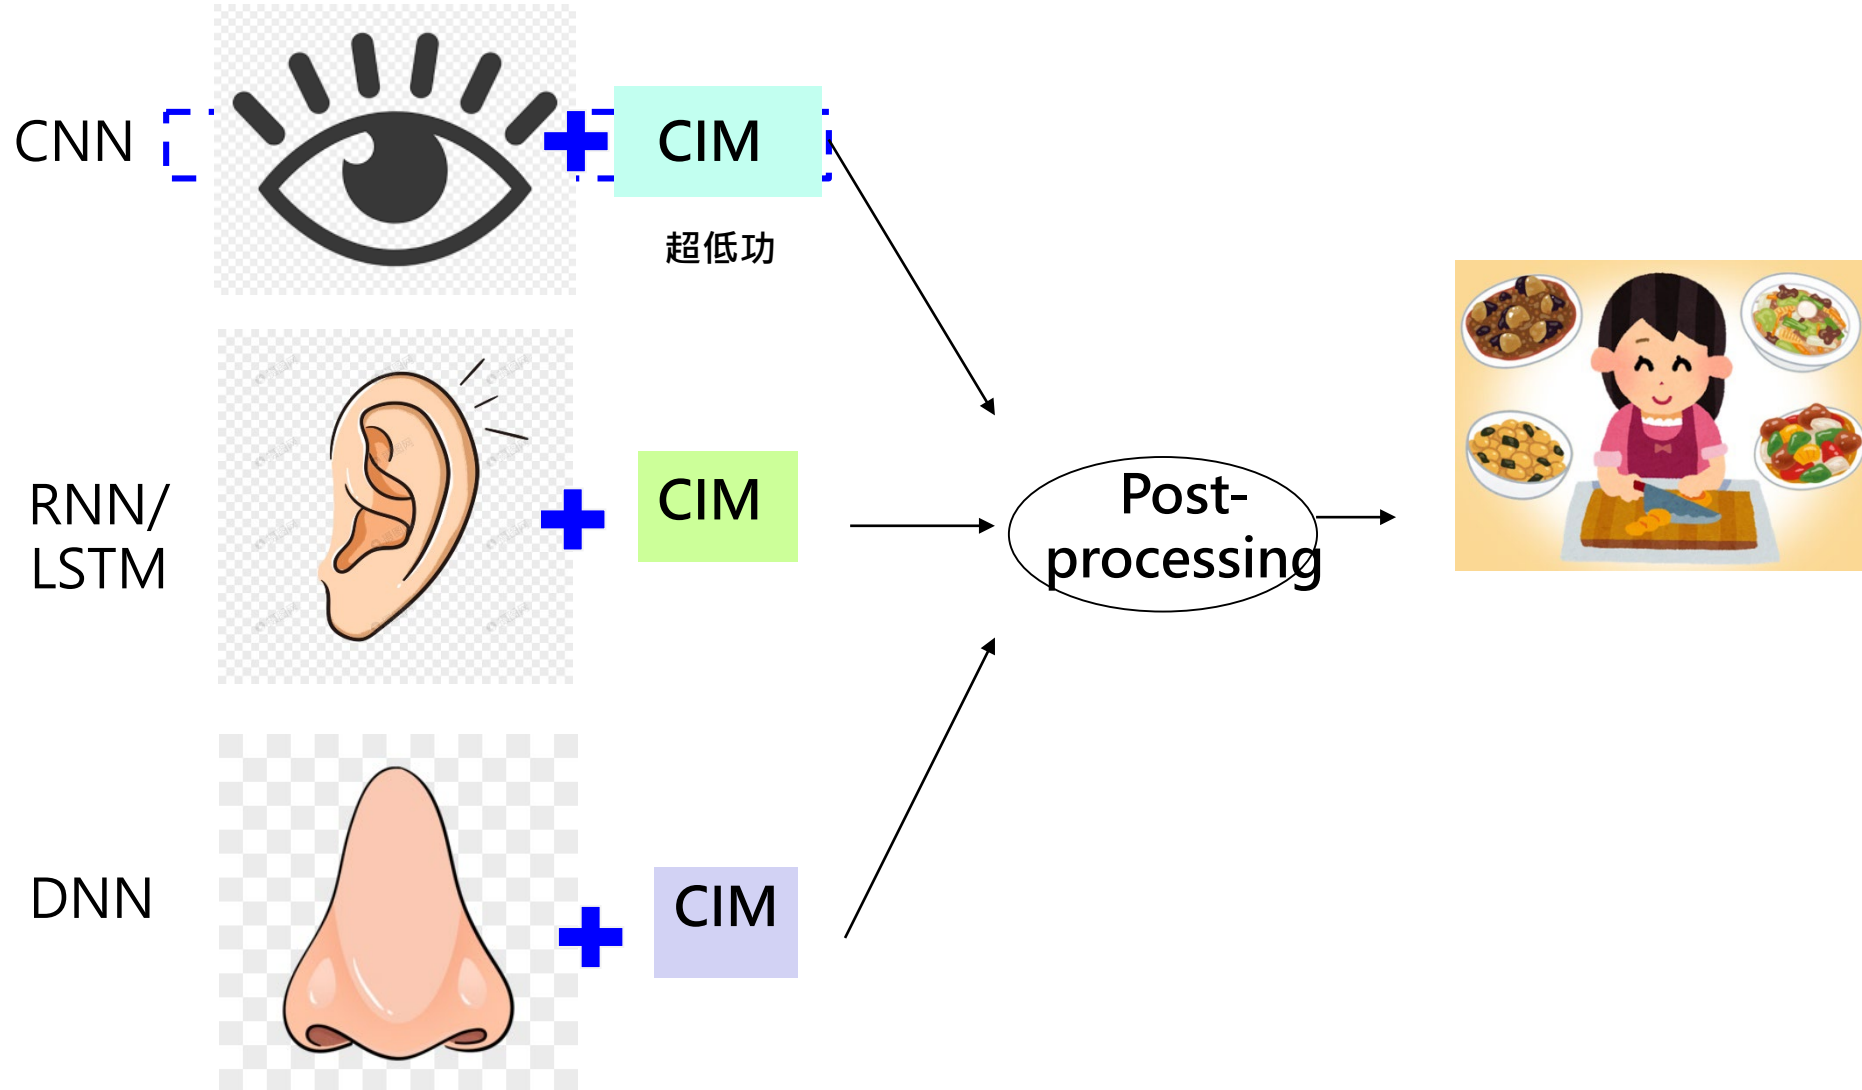 CNN
CIM
超低功
RNN/
LSTM
CIM
Post-
processing
DNN
CIM